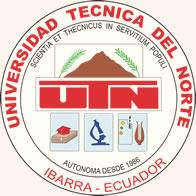 UNIVERSIDAD TECNICA DEL NORTE
SCIENTIA ET THECNICUS IN SERVITIUM POPULI
UTN
AUTONOMA DESDE 1986
IBARRA - ECUADOR